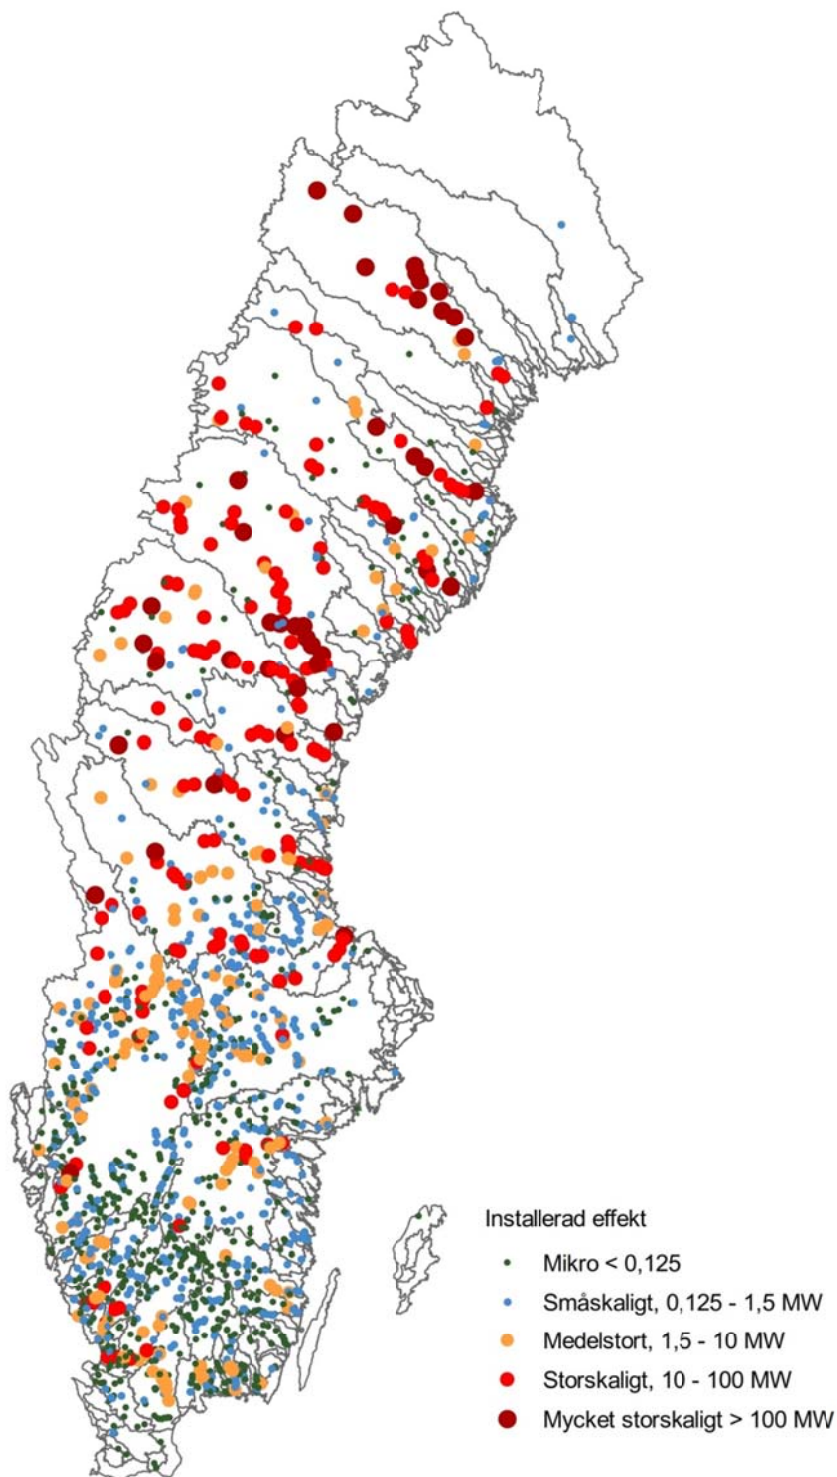 Installerad effekt
Mikro < 0,125
Småskaligt, 0,125 - 1,5 MW
Medelstort, 1,5 - 10 MW
Storskaligt, 10 - 100 MW
Mycket storskaligt > 100 MW